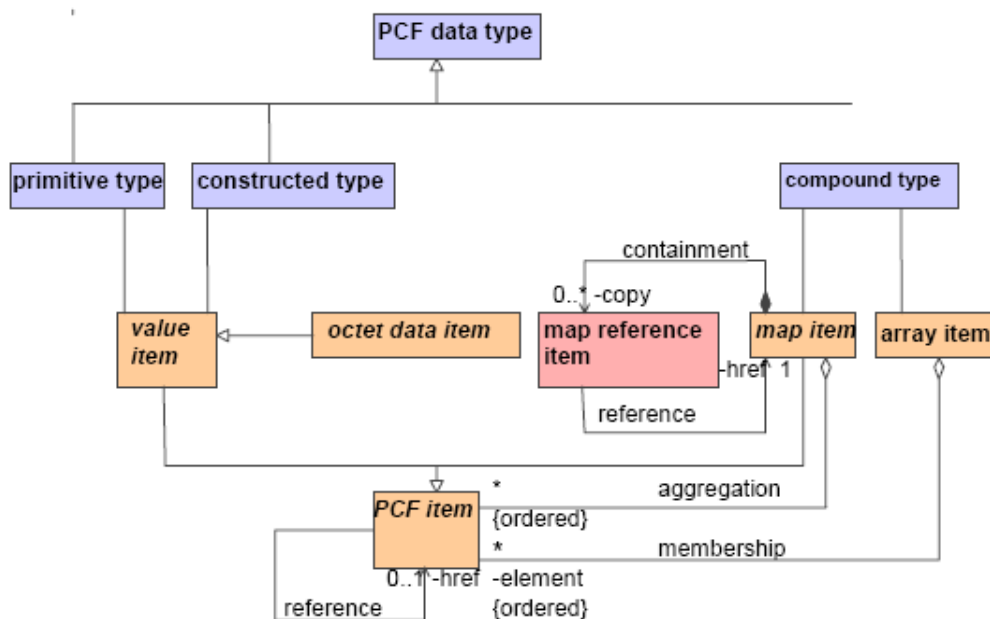 PCF data type
primitive type
constructed type
compound type
containment
0..* -copy
value
item
octet data item
map reference
item
map item
array item
-href 1
reference
PCF item
*
{ordered}
aggregation
*
membership
0..1 -href
-element
{ordered}
reference